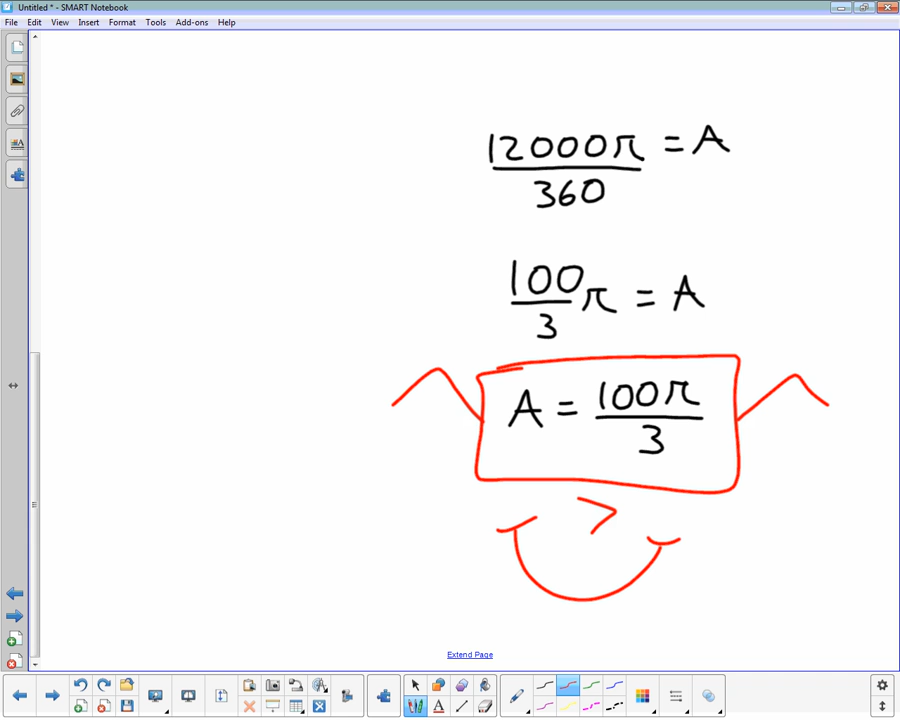 Untitled * - SMART Notebook
File Edit View Insert Format Tools Add-ons Help
12000π = A
360
100π = A
3
A = 100π
3
Extend Page